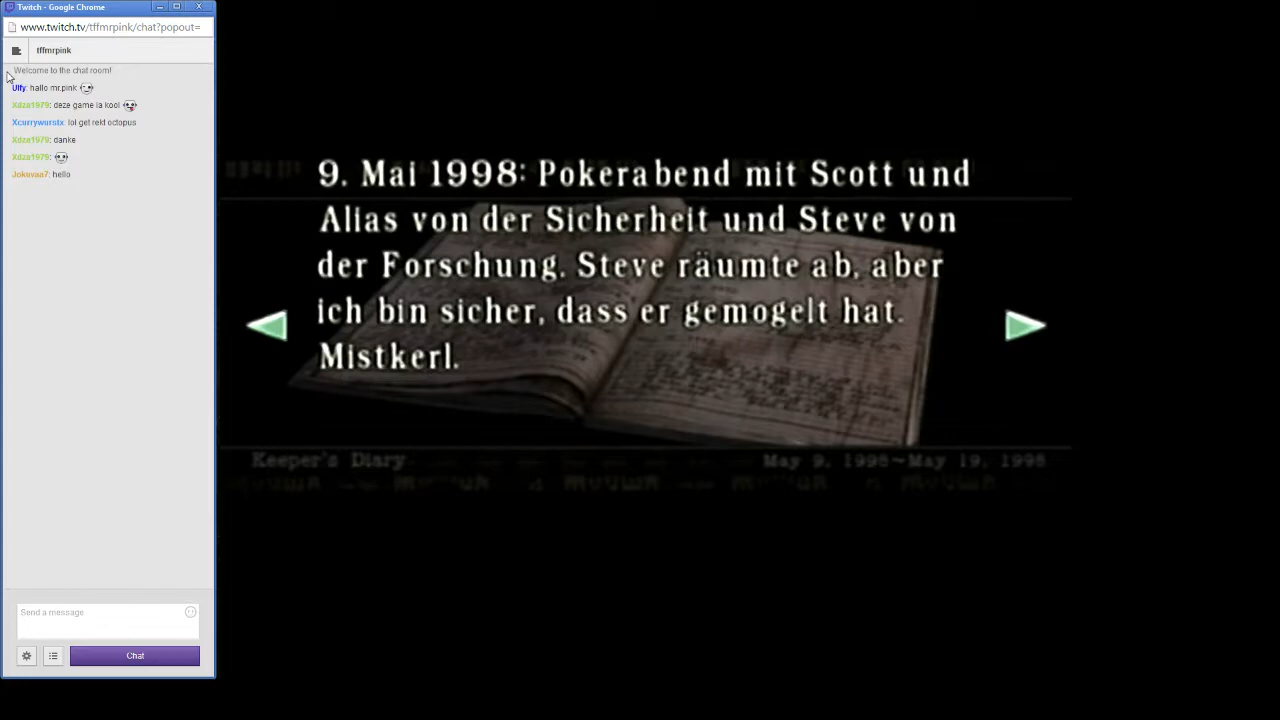 Twitch - Google Chrome
www.twitch.tv/tffmrpink/chat?popout=
tffmrpink
Welcome to the chat room!
Ulfy: hallo mr.pink
Xdza1979: deze game ia kool
Xcurrywurstx: lol get rekt octopus
Xdza1979: danke
Xdza1979:
Jokovaa7: hello
Send a message
Chat
9. Mai 1998: Pokerabend mit Scott und
Alias von der Sicherheit und Steve von
der Forschung. Steve räumte ab, aber
ich bin sicher, dass er gemogelt hat.
Mistkerl.
Keeper's Diary
May 9, 1998~May 19, 1998